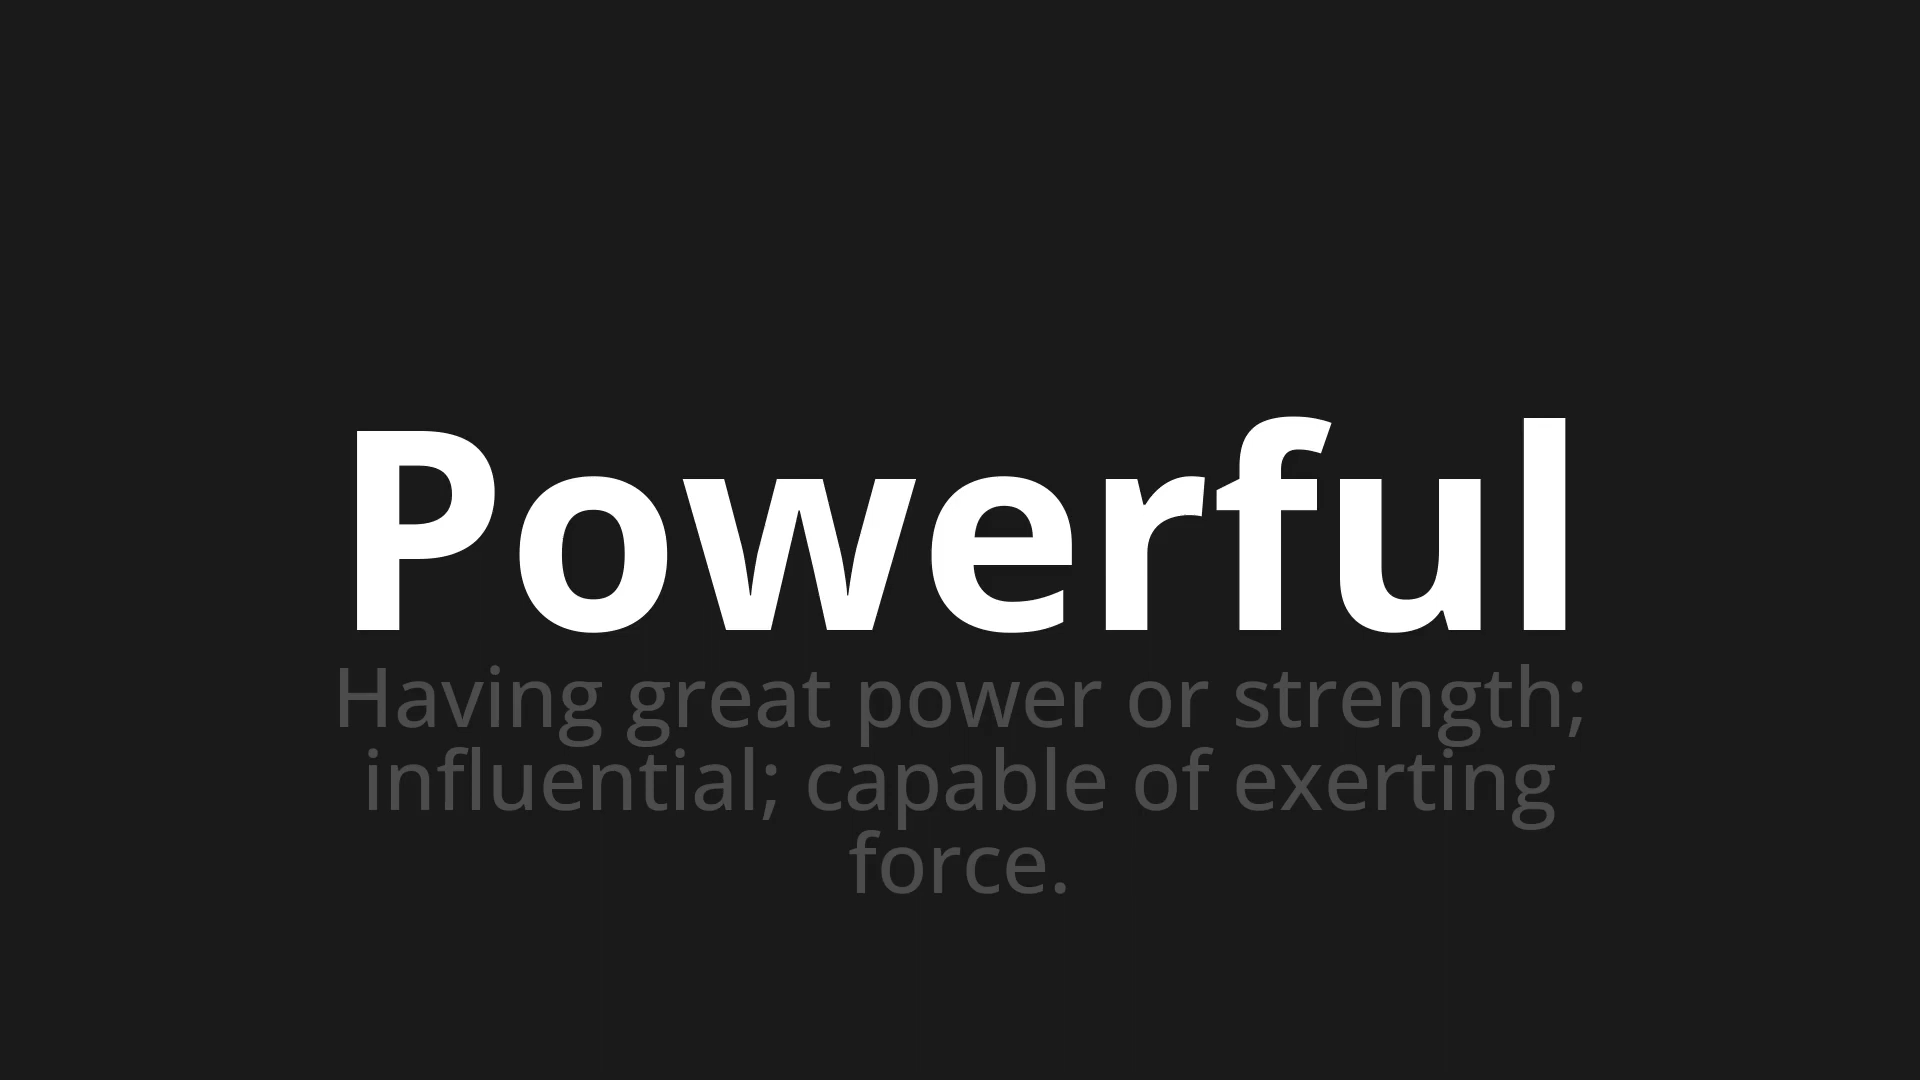 Powerful
Having great power or strength;
influential; capable of exerting
force.